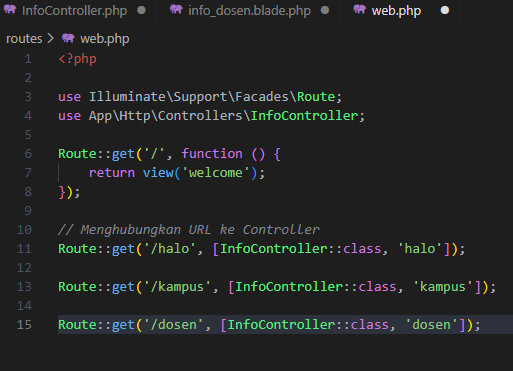 InfoController.php info_dosen.blade.php web.php
routes > web.php
1 <?php
2
3 use Illuminate\Support\Facades\Route;
4 use App\Http\Controllers\InfoController;
5
6 Route::get('/', function () {
7     return view('welcome');
8 });
9
10 // Menghubungkan URL ke Controller
11 Route::get('/halo', [InfoController::class, 'halo']);
12
13 Route::get('/kampus', [InfoController::class, 'kampus']);
14
15 Route::get('/dosen', [InfoController::class, 'dosen']);